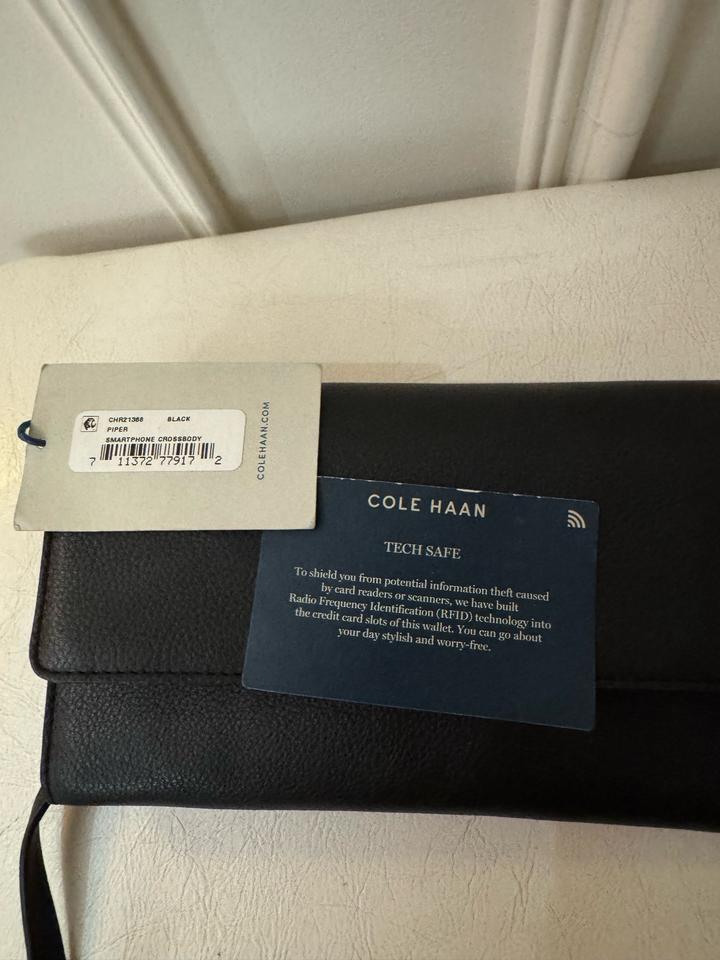 CHR21368 BLACK
PIPER
SMARTPHONE CROSSBODY
7 11372 77917 2
COLEHAAN.COM
COLE HAAN
TECH SAFE
To shield you from potential information theft caused
by card readers or scanners, we have built
Radio Frequency Identification (RFID) technology into
the credit card slots of this wallet. You can go about
your day stylish and worry-free.